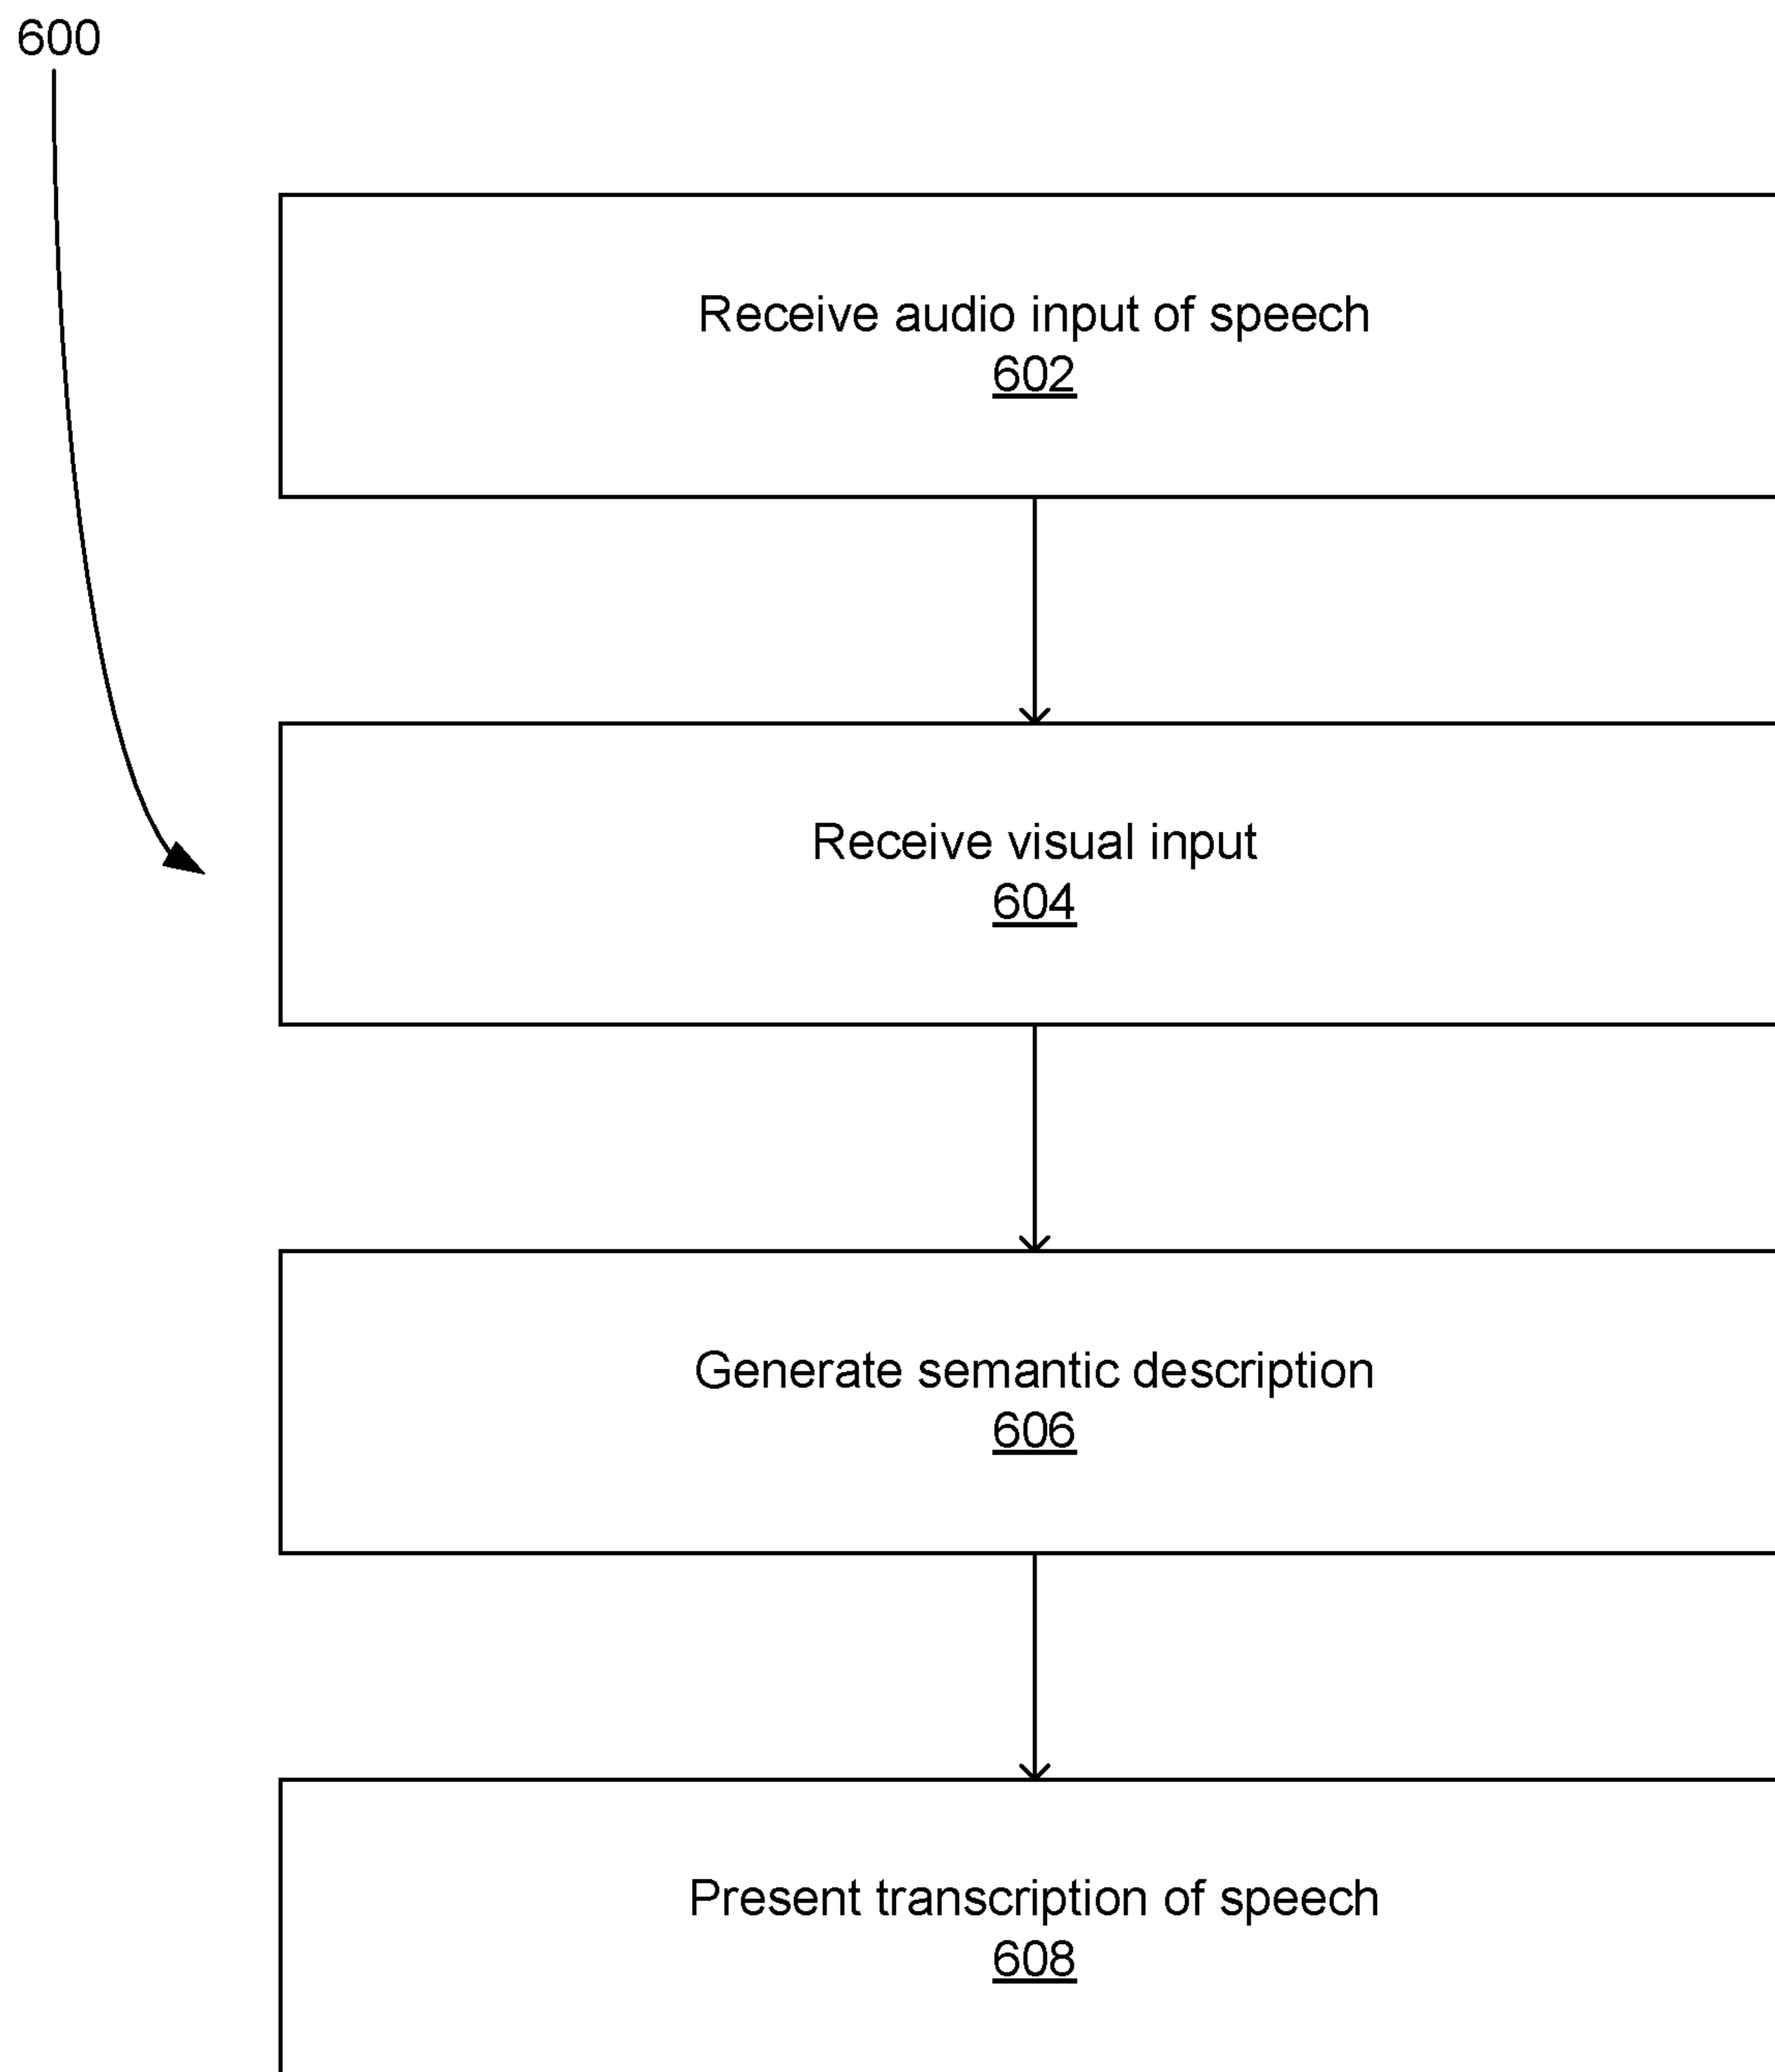 600
Receive audio input of speech
602
Receive visual input
604
Generate semantic description
606
Present transcription of speech
608